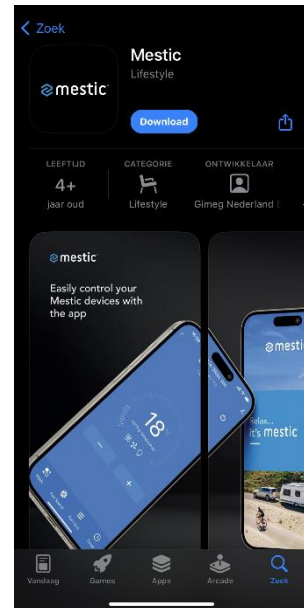 Zoek
Mestic
Lifestyle
mestic
Download
LEEFTIJD
CATEGORIE
ONTWIKKELAAR
4+
jaar oud
Lifestyle
Gimeg Nederland
mestic
Easily control your
Mestic devices with
the app
18
mesti
Relax...
it's mestic
Vandaag
Games
Apps
Arcade
Zoek